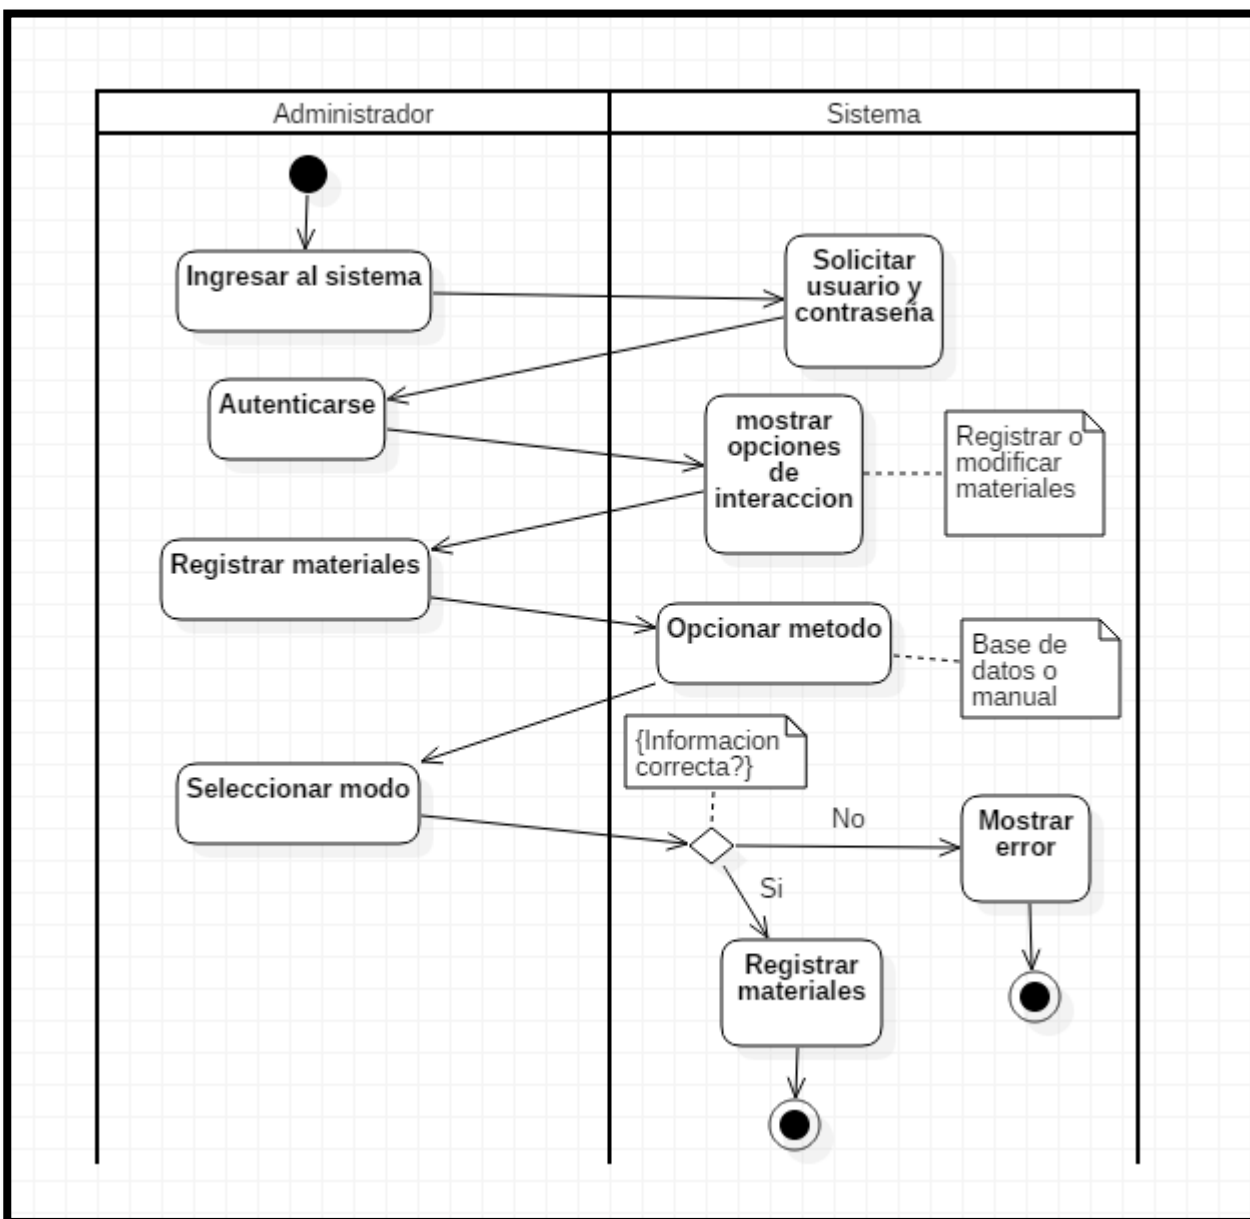 Administrador
Sistema
Ingresar al sistema
Solicitar
usuario y
contraseña
Autenticarse
mostrar
opciones
de
interaccion
Registrar o
modificar
materiales
Registrar materiales
Opcionar metodo
Base de
datos o
manual
{Informacion
correcta?}
Seleccionar modo
No
Mostrar
error
Si
Registrar
materiales